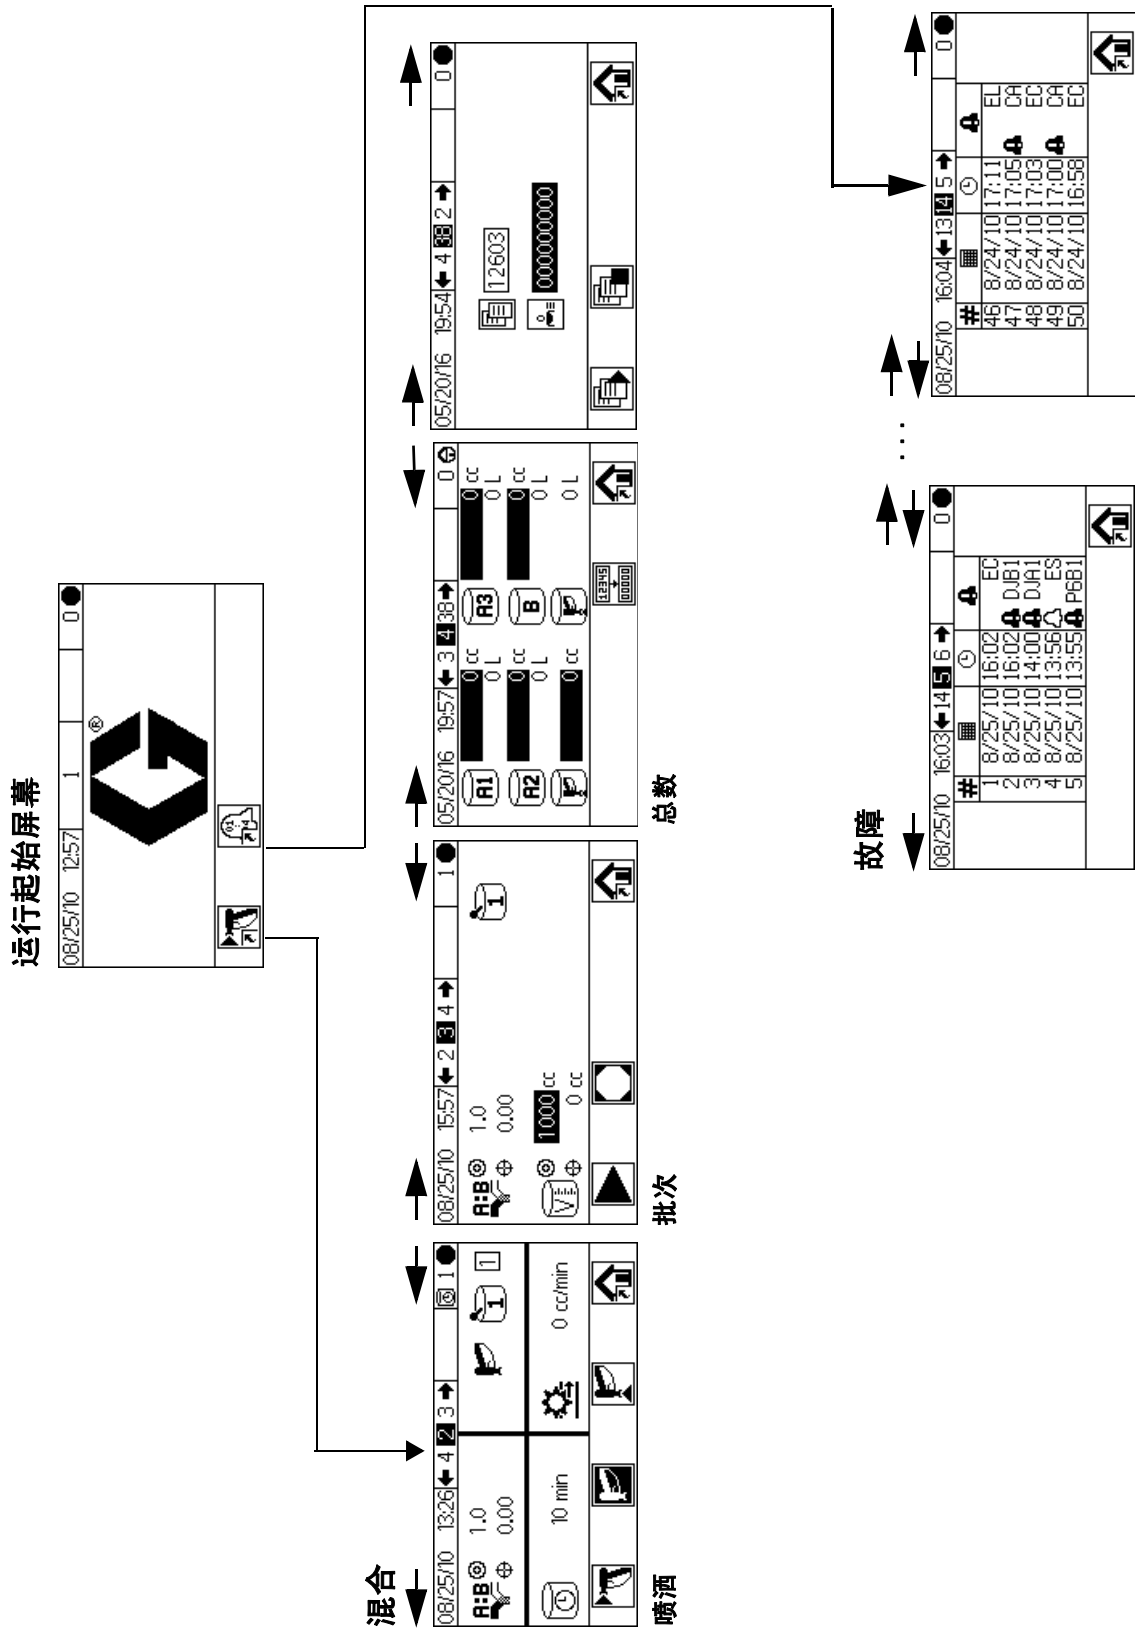 运行起始屏幕
08/25/10 12:57 1 0
®
混合
08/25/10 13:26 4 2 3 1
A:B 1.0
0.00
1 1
10 min
0 cc/min
喷洒
08/25/10 15:57 2 3 4 1
A:B 1.0
0.00
1
1000 cc
0 cc
批次
05/20/16 19:57 3 4 38 0
A1 0 cc
0 L
A3 0 cc
0 L
A2 0 cc
0 L
B 0 cc
0 L
0 cc
0 L
12345
00000
总数
05/20/16 19:54 4 38 2 0
12603
000000000
故障
08/25/10 16:03 14 5 6 0
#
1 8/25/10 16:02 EC
2 8/25/10 16:02 DJB1
3 8/25/10 14:00 DJA1
4 8/25/10 13:56 ES
5 8/25/10 13:55 P6B1
...
08/25/10 16:04 13 14 5 0
#
46 8/24/10 17:11 EL
47 8/24/10 17:05 CA
48 8/24/10 17:03 EC
49 8/24/10 17:00 CA
50 8/24/10 16:58 EC